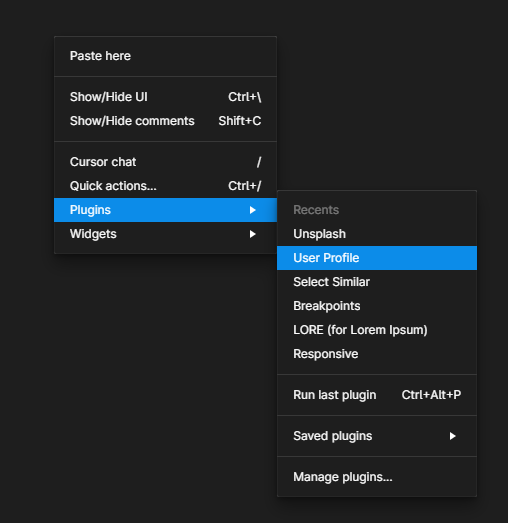 Paste here
Show/Hide UI Ctrl+\
Show/Hide comments Shift+C
Cursor chat /
Quick actions... Ctrl+/
Plugins
Widgets
Recents
Unsplash
User Profile
Select Similar
Breakpoints
LORE (for Lorem Ipsum)
Responsive
Run last plugin Ctrl+Alt+P
Saved plugins
Manage plugins...